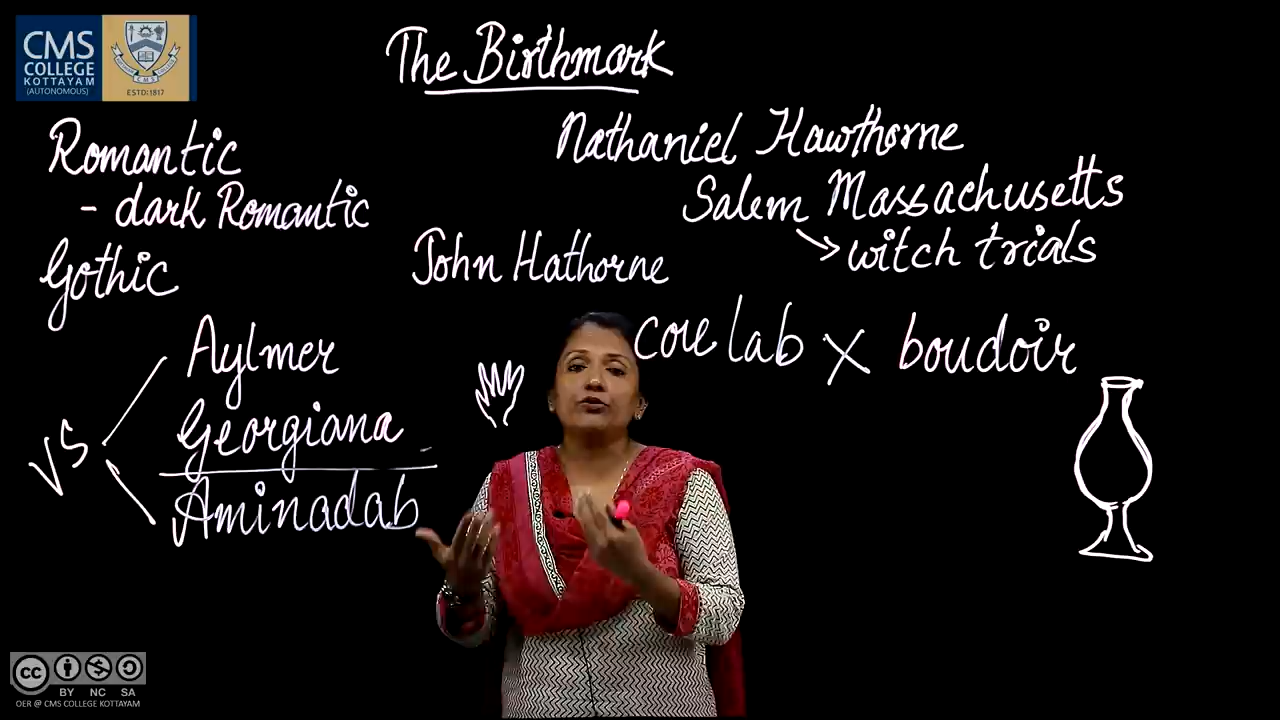 CMS
COLLEGE
KOTTAYAM
(AUTONOMOUS)
ESTD:1817
The Birthmark
Nathaniel Hawthorne
Salem Massachusetts
witch trials
Romantic
- dark Romantic
Gothic
John Hathorne
lab X boudoir
VS
Aylmer
Georgiana
Aminadab
cc
BY NC SA
OER @ CMS COLLEGE KOTTAYAM